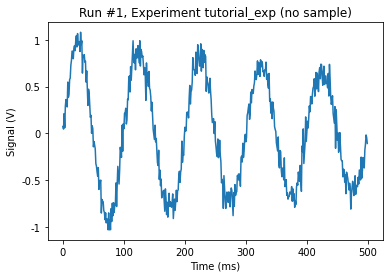 Run #1, Experiment tutorial_exp (no sample)
Signal (V)
1
0.5
0
-0.5
-1
0 100 200 300 400 500
Time (ms)